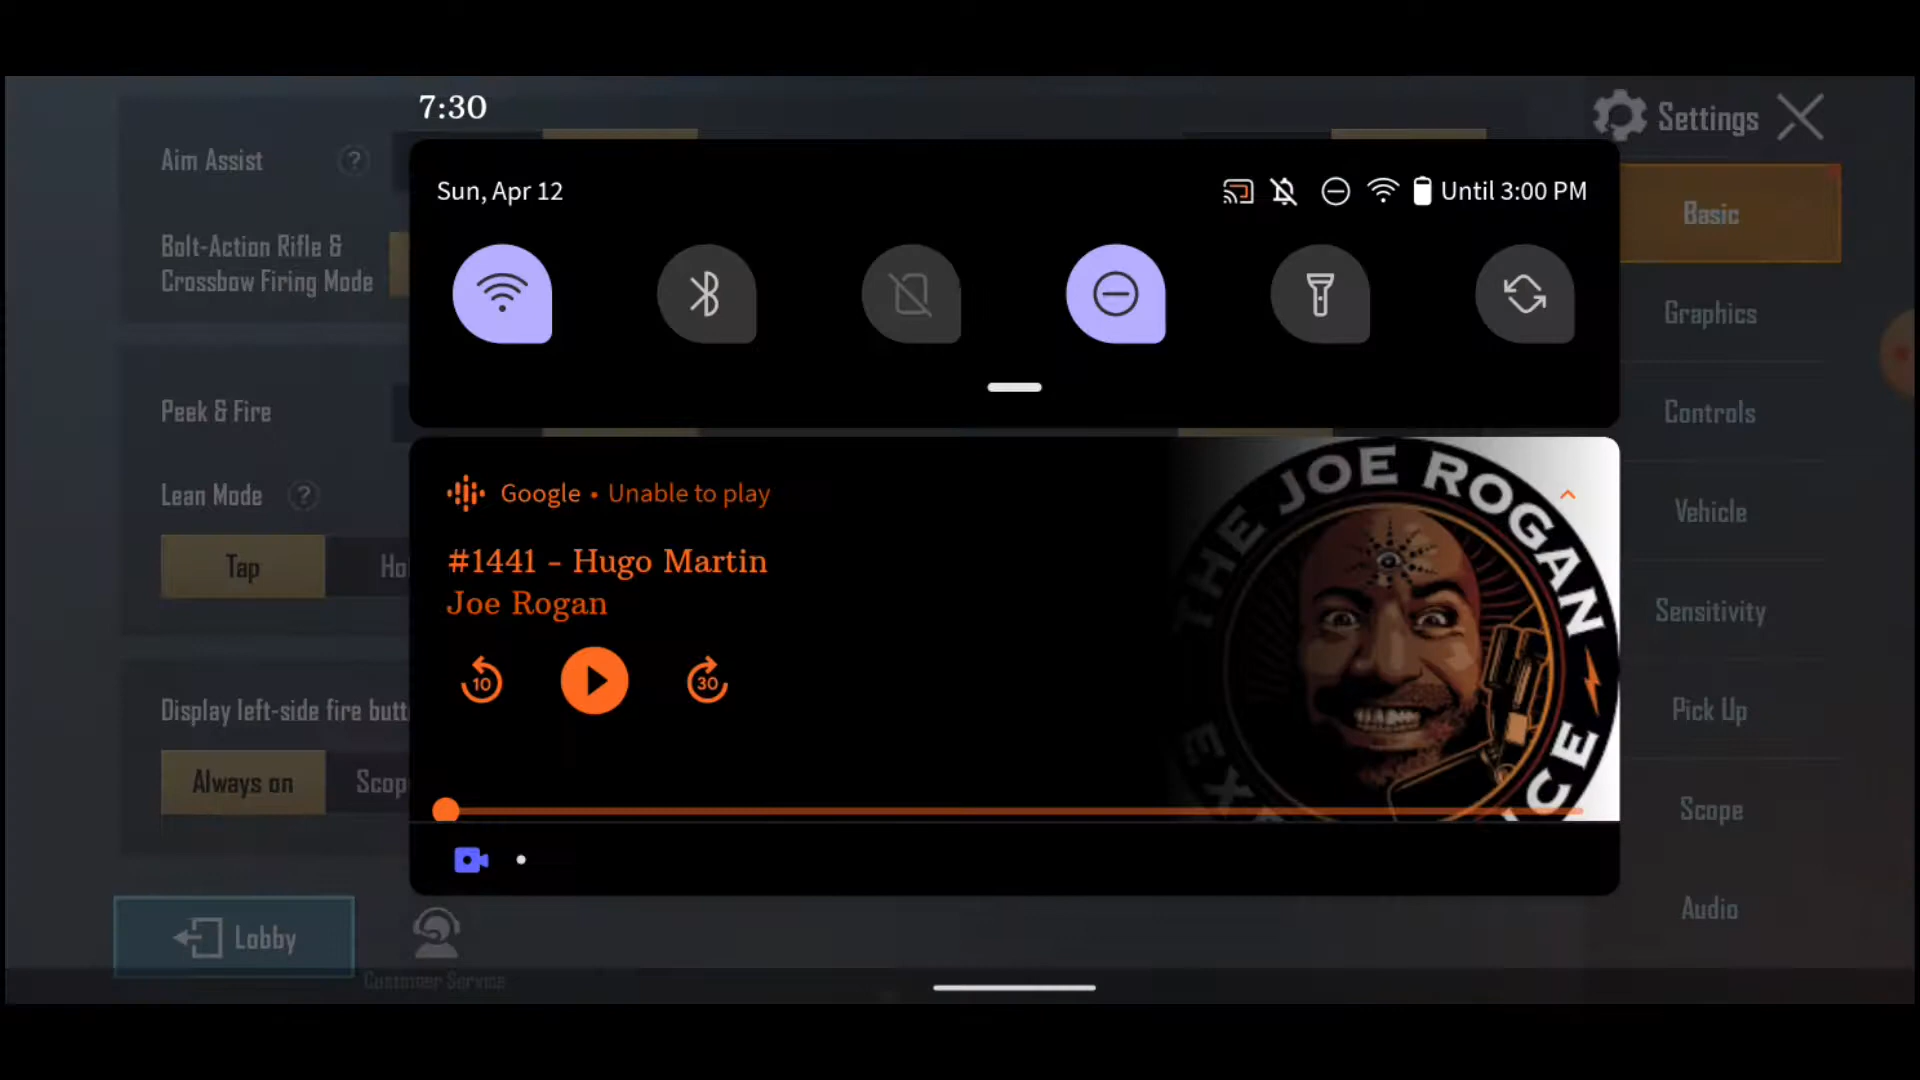 7:30
Settings
Aim Assist
?
Sun, Apr 12
Until 3:00 PM
Basic
Bolt-Action Rifle &
Crossbow Firing Mode
Graphics
Peek & Fire
Controls
Lean Mode
?
Google • Unable to play
THE JOE ROGAN
Vehicle
Tap
#1441 - Hugo Martin
Joe Rogan
Sensitivity
10
30
Display left-side fire
Pick Up
Always on
Scope
Audio
Lobby
Customer Service